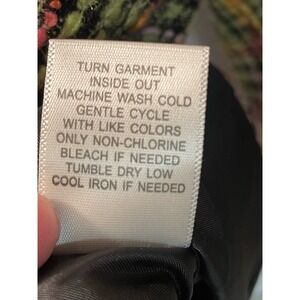 TURN GARMENT
INSIDE OUT
MACHINE WASH COLD
GENTLE CYCLE
WITH LIKE COLORS
ONLY NON-CHLORINE
BLEACH IF NEEDED
TUMBLE DRY LOW
COOL IRON IF NEEDED